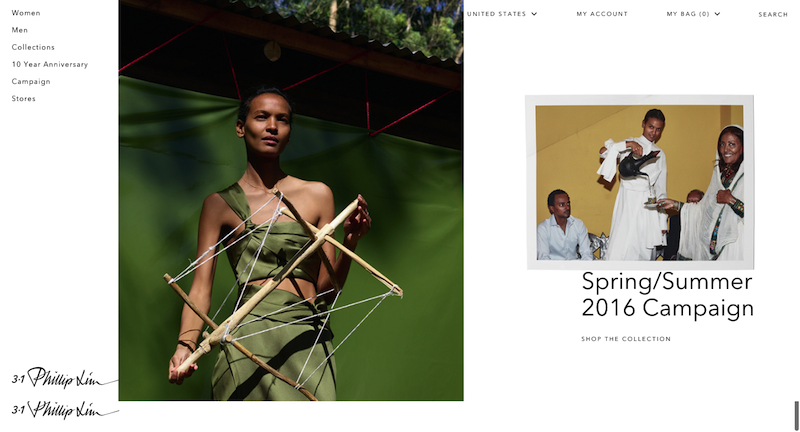 Women
Men
Collections
10 Year Anniversary
Campaign
Stores
UNITED STATES
MY ACCOUNT
MY BAG (0)
SEARCH
Spring/Summer
2016 Campaign
SHOP THE COLLECTION
3·1 Phillip Lim
3·1 Phillip Lim